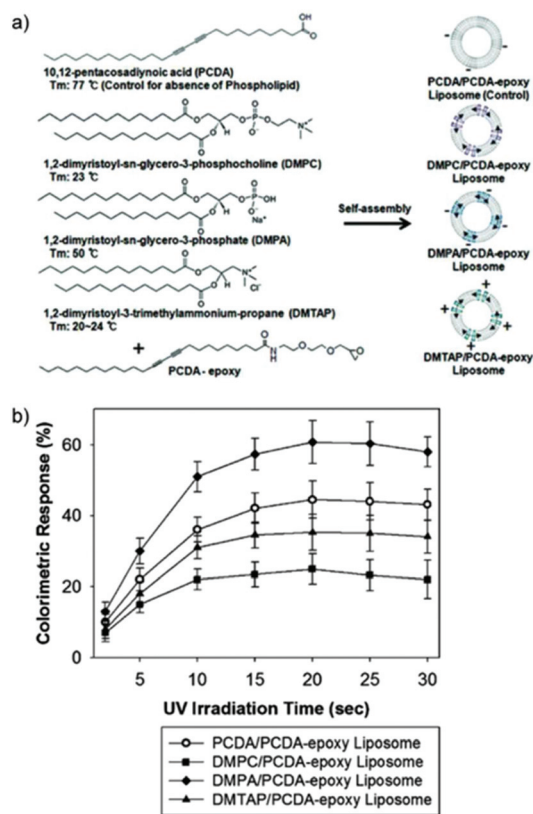 a)
OH
O
10,12-pentacosadiynoic acid (PCDA)
Tm: 77 ℃ (Control for absence of Phospholipid)
1,2-dimyristoyl-sn-glycero-3-phosphocholine (DMPC)
Tm: 23 ℃
1,2-dimyristoyl-sn-glycero-3-phosphate (DMPA)
Tm: 50 ℃
1,2-dimyristoyl-3-trimethylammonium-propane (DMTAP)
Tm: 20~24 ℃
+
PCDA- epoxy
Self-assembly
PCDA/PCDA-epoxy
Liposome (Control)
DMPC/PCDA-epoxy
Liposome
DMPA/PCDA-epoxy
Liposome
DMTAP/PCDA-epoxy
Liposome
b)
Colorimetric Response (%)
60
40
20
0
5 10 15 20 25 30
UV Irradiation Time (sec)
PCDA/PCDA-epoxy Liposome
DMPC/PCDA-epoxy Liposome
DMPA/PCDA-epoxy Liposome
DMTAP/PCDA-epoxy Liposome